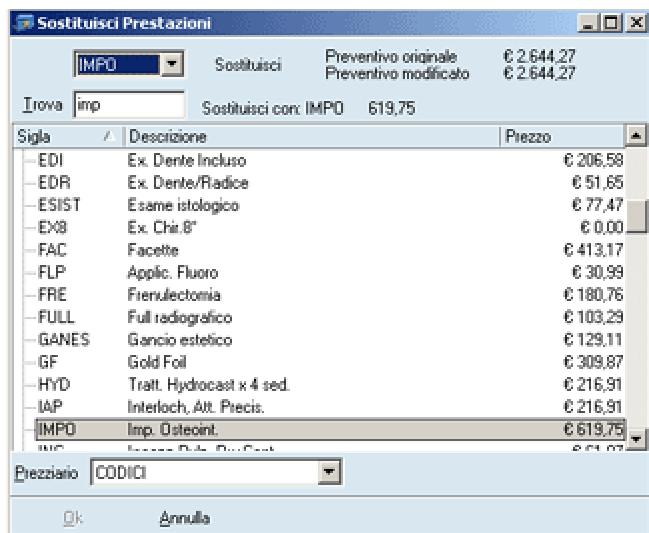 Sostituisci Prestazioni
IMPO Sostituisci Preventivo originale € 2.644,27
Preventivo modificato € 2.644,27
Trova imp Sostituisci con: IMPO 619,75
Sigla Descrizione Prezzo
EDI Ex. Dente Incluso € 206,58
EDR Ex. Dente/Radice € 51,65
ESIST Esame istologico € 77,47
EX8 Ex. Chir.8° € 0,00
FAC Facette € 413,17
FLP Applic. Fluoro € 30,99
FRE Frenulectomia € 180,76
FULL Full radiografico € 103,29
GANES Gancio estetico € 129,11
GF Gold Foil € 309,87
HYD Tratt. Hydrocast x 4 sed. € 216,91
IAP Interloch, Att. Precis. € 216,91
IMPO Imp. Osteoint. € 619,75
Prezziario CODICI
Ok Annulla